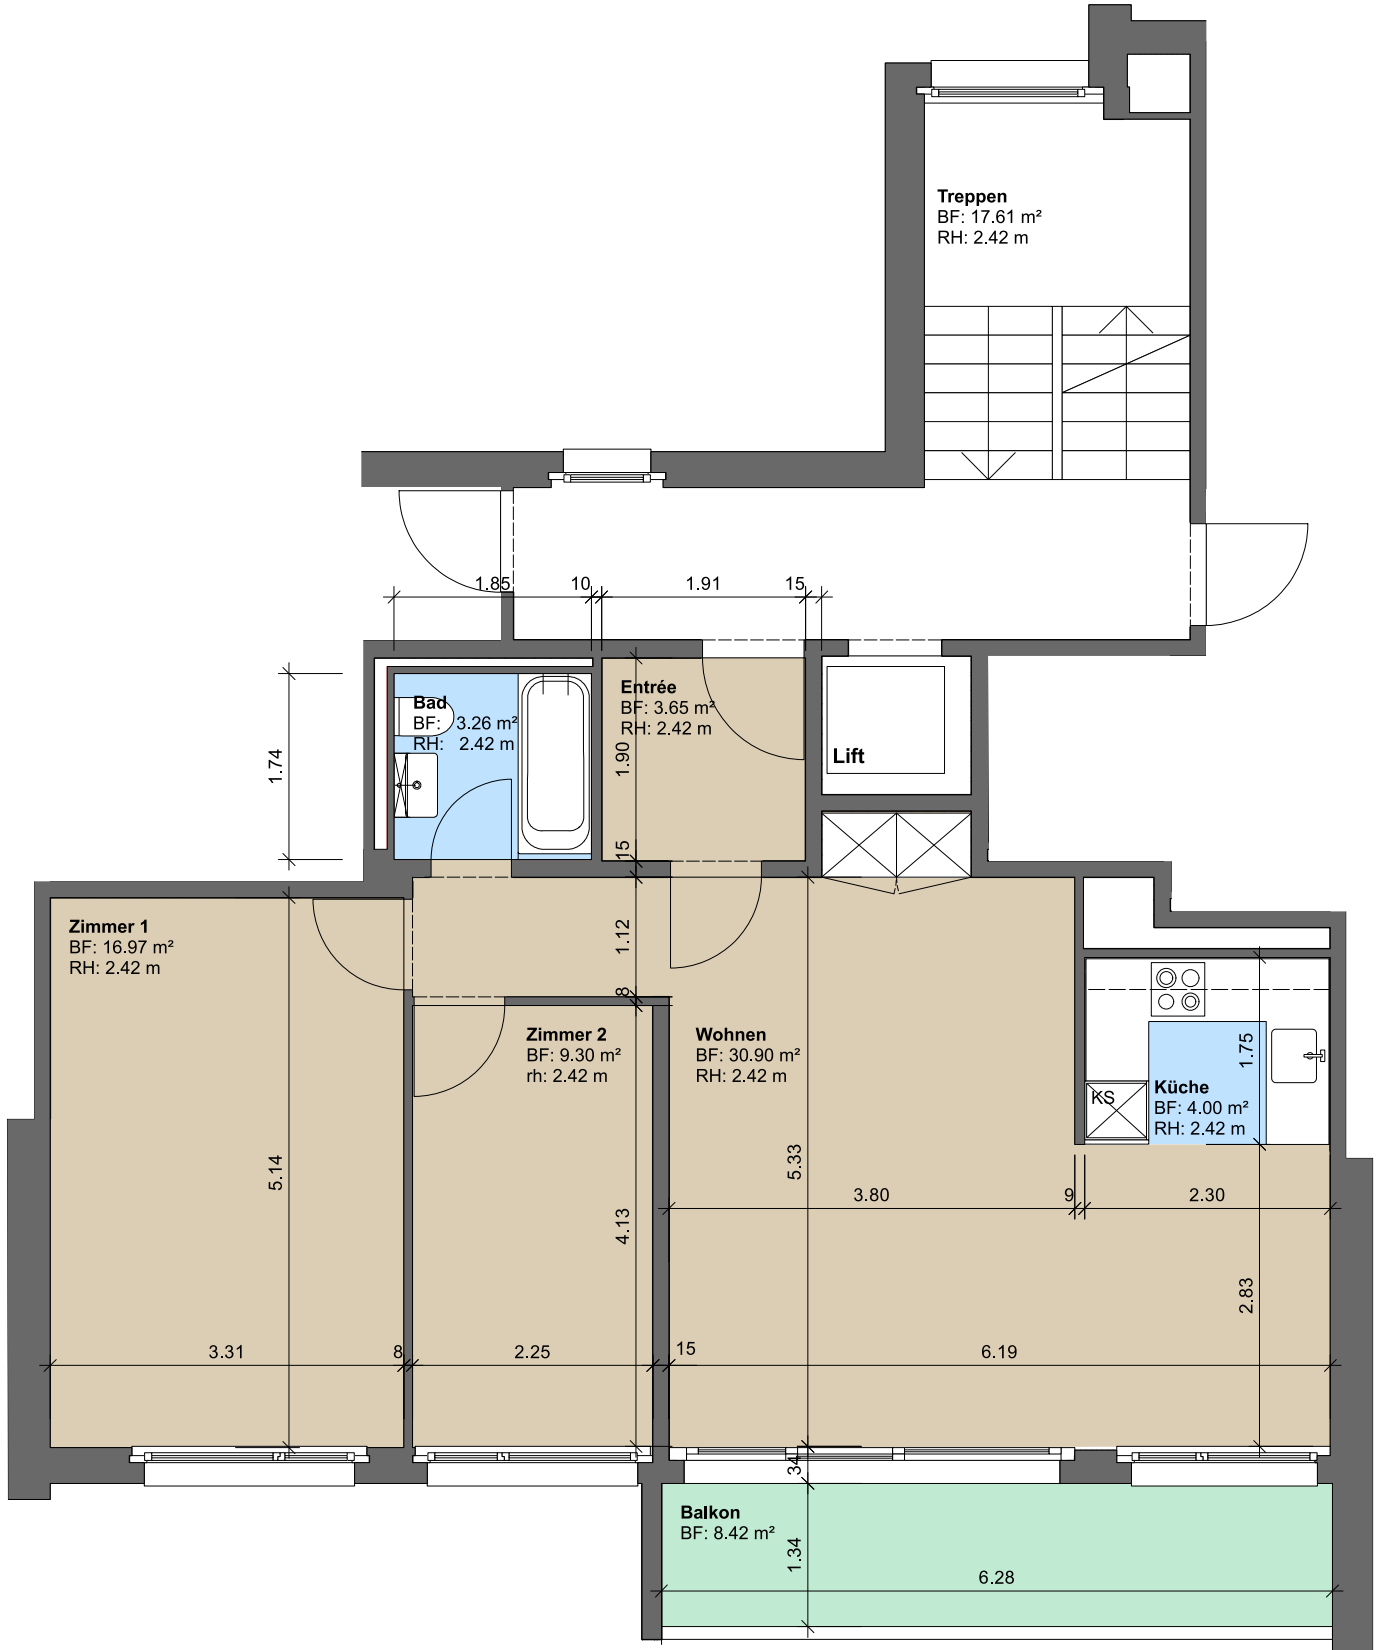 Treppen
BF: 17.61 m²
RH: 2.42 m
1.85
10
1.91
15
Bad
BF: 3.26 m²
RH: 2.42 m
Entrée
BF: 3.65 m²
RH: 2.42 m
1.74
1.90
Lift
15
Zimmer 1
BF: 16.97 m²
RH: 2.42 m
1.12
8
Zimmer 2
BF: 9.30 m²
rh: 2.42 m
Wohnen
BF: 30.90 m²
RH: 2.42 m
1.75
KS
Küche
BF: 4.00 m²
RH: 2.42 m
5.14
5.33
4.13
3.80
9
2.30
2.83
3.31
8
2.25
15
6.19
34
Balkon
BF: 8.42 m²
1.34
6.28